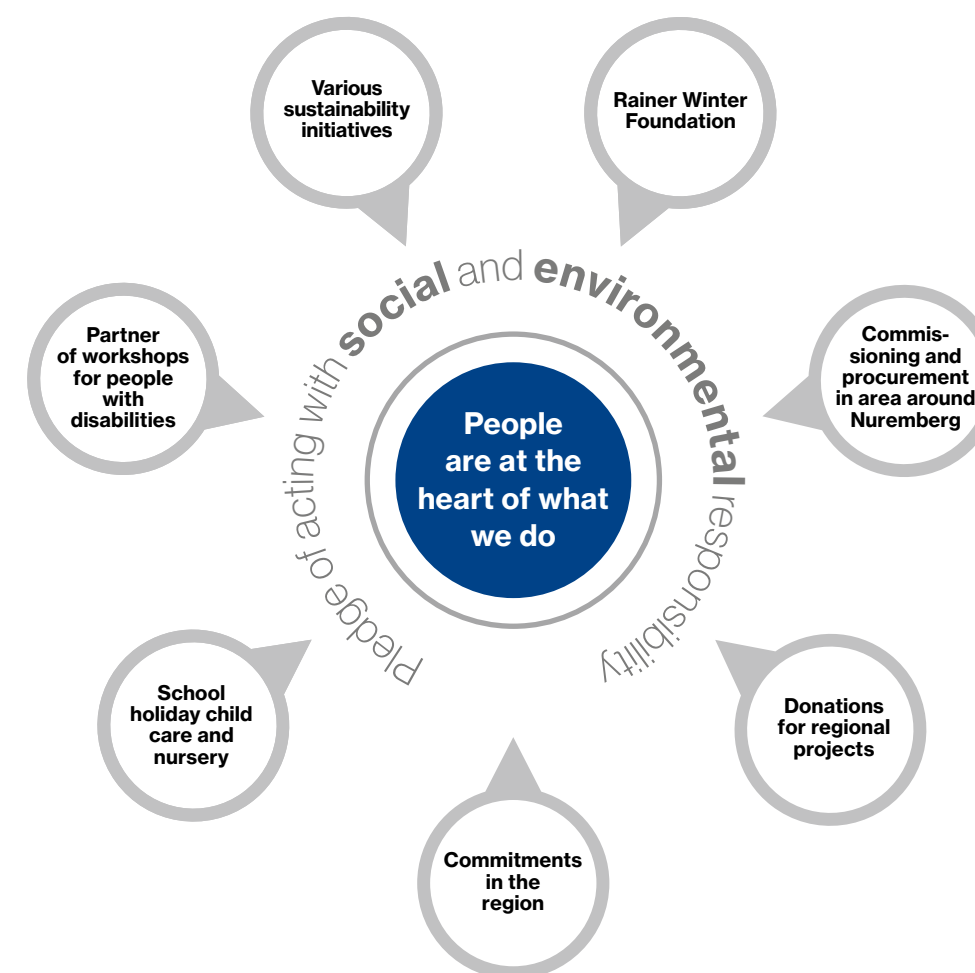 Various
sustainability
initiatives
Rainer Winter
Foundation
Partner
of workshops
for people
with
disabilities
Commis-
sioning and
procurement
in area around
Nuremberg
Pledge of acting with social and environmental responsibility
People
are at the
heart of what
we do
School
holiday child
care and
nursery
Donations
for regional
projects
Commitments
in the
region